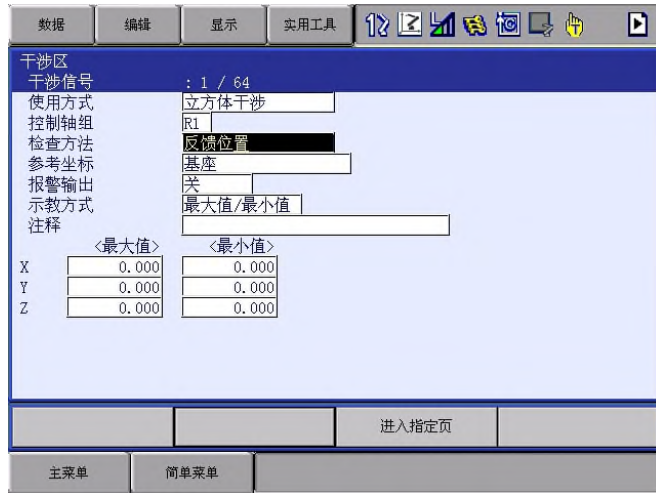 数据 编辑 显示 实用工具
干涉区
干涉信号 : 1 / 64
使用方式 立方体干涉
控制轴组 R1
检查方法 反馈位置
参考坐标 基座
报警输出 关
示教方式 最大值/最小值
注释
<最大值> <最小值>
X 0.000 0.000
Y 0.000 0.000
Z 0.000 0.000
进入指定页
主菜单 简单菜单